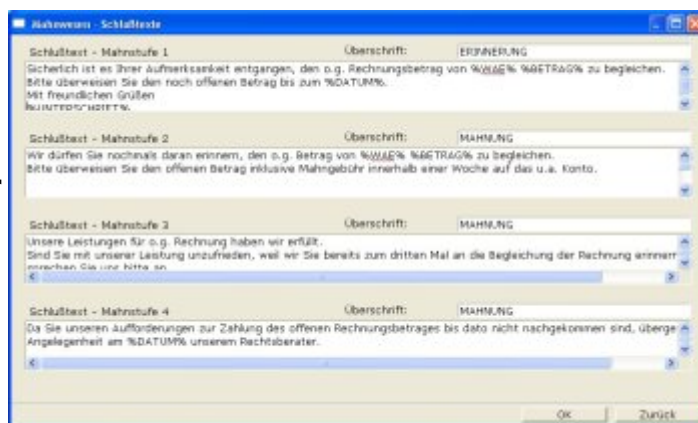 Mahnwesen - Schlußtexte
Schlußtext - Mahnstufe 1 Überschrift: ERINNERUNG
Sicherlich ist es Ihrer Aufmerksamkeit entgangen, den o.g. Rechnungsbetrag von %WAE% %BETRAG% zu begleichen.
Bitte überweisen Sie den noch offenen Betrag bis zum %DATUM%.
Mit freundlichen Grüßen
%UNTERSCHRIFT%
Schlußtext - Mahnstufe 2 Überschrift: MAHNUNG
Wir dürfen Sie nochmals daran erinnern, den o.g. Betrag von %WAE% %BETRAG% zu begleichen.
Bitte überweisen Sie den offenen Betrag inklusive Mahngebühr innerhalb einer Woche auf das u.a. Konto.
Schlußtext - Mahnstufe 3 Überschrift: MAHNUNG
Unsere Leistungen für o.g. Rechnung haben wir erfüllt.
Sind Sie mit unserer Leistung unzufrieden, weil wir Sie bereits zum dritten Mal an die Begleichung der Rechnung erinnern
sprechen Sie uns bitte an
Schlußtext - Mahnstufe 4 Überschrift: MAHNUNG
Da Sie unseren Aufforderungen zur Zahlung des offenen Rechnungsbetrages bis dato nicht nachgekommen sind, überge
Angelegenheit am %DATUM% unserem Rechtsberater.
OK Zurück